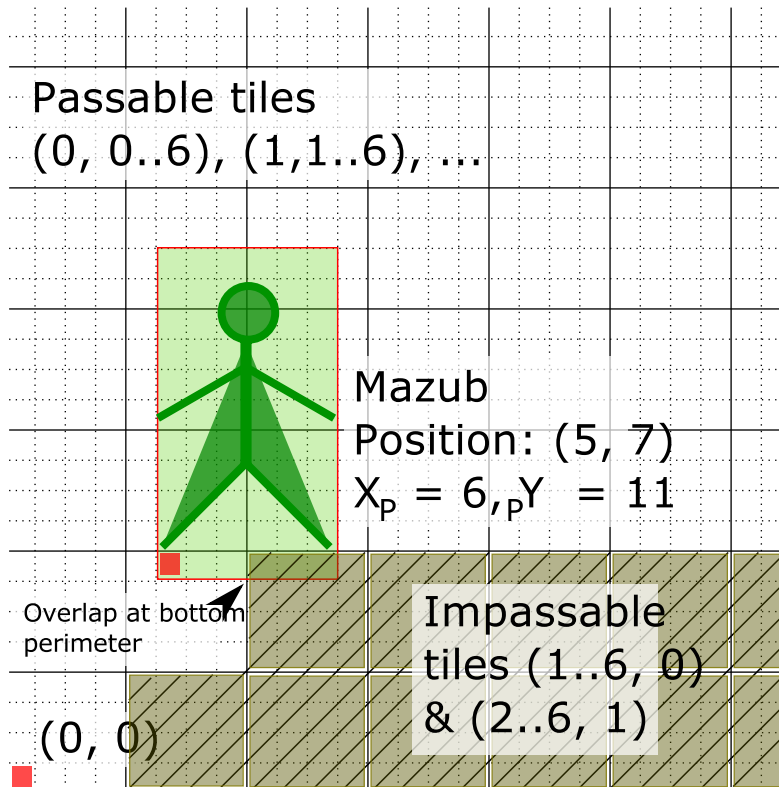 Passable tiles
(0, 0..6), (1,1..6), ...
Mazub
Position: (5, 7)
XP = 6,PY = 11
Overlap at bottom
perimeter
Impassable
tiles (1..6, 0)
& (2..6, 1)
(0, 0)